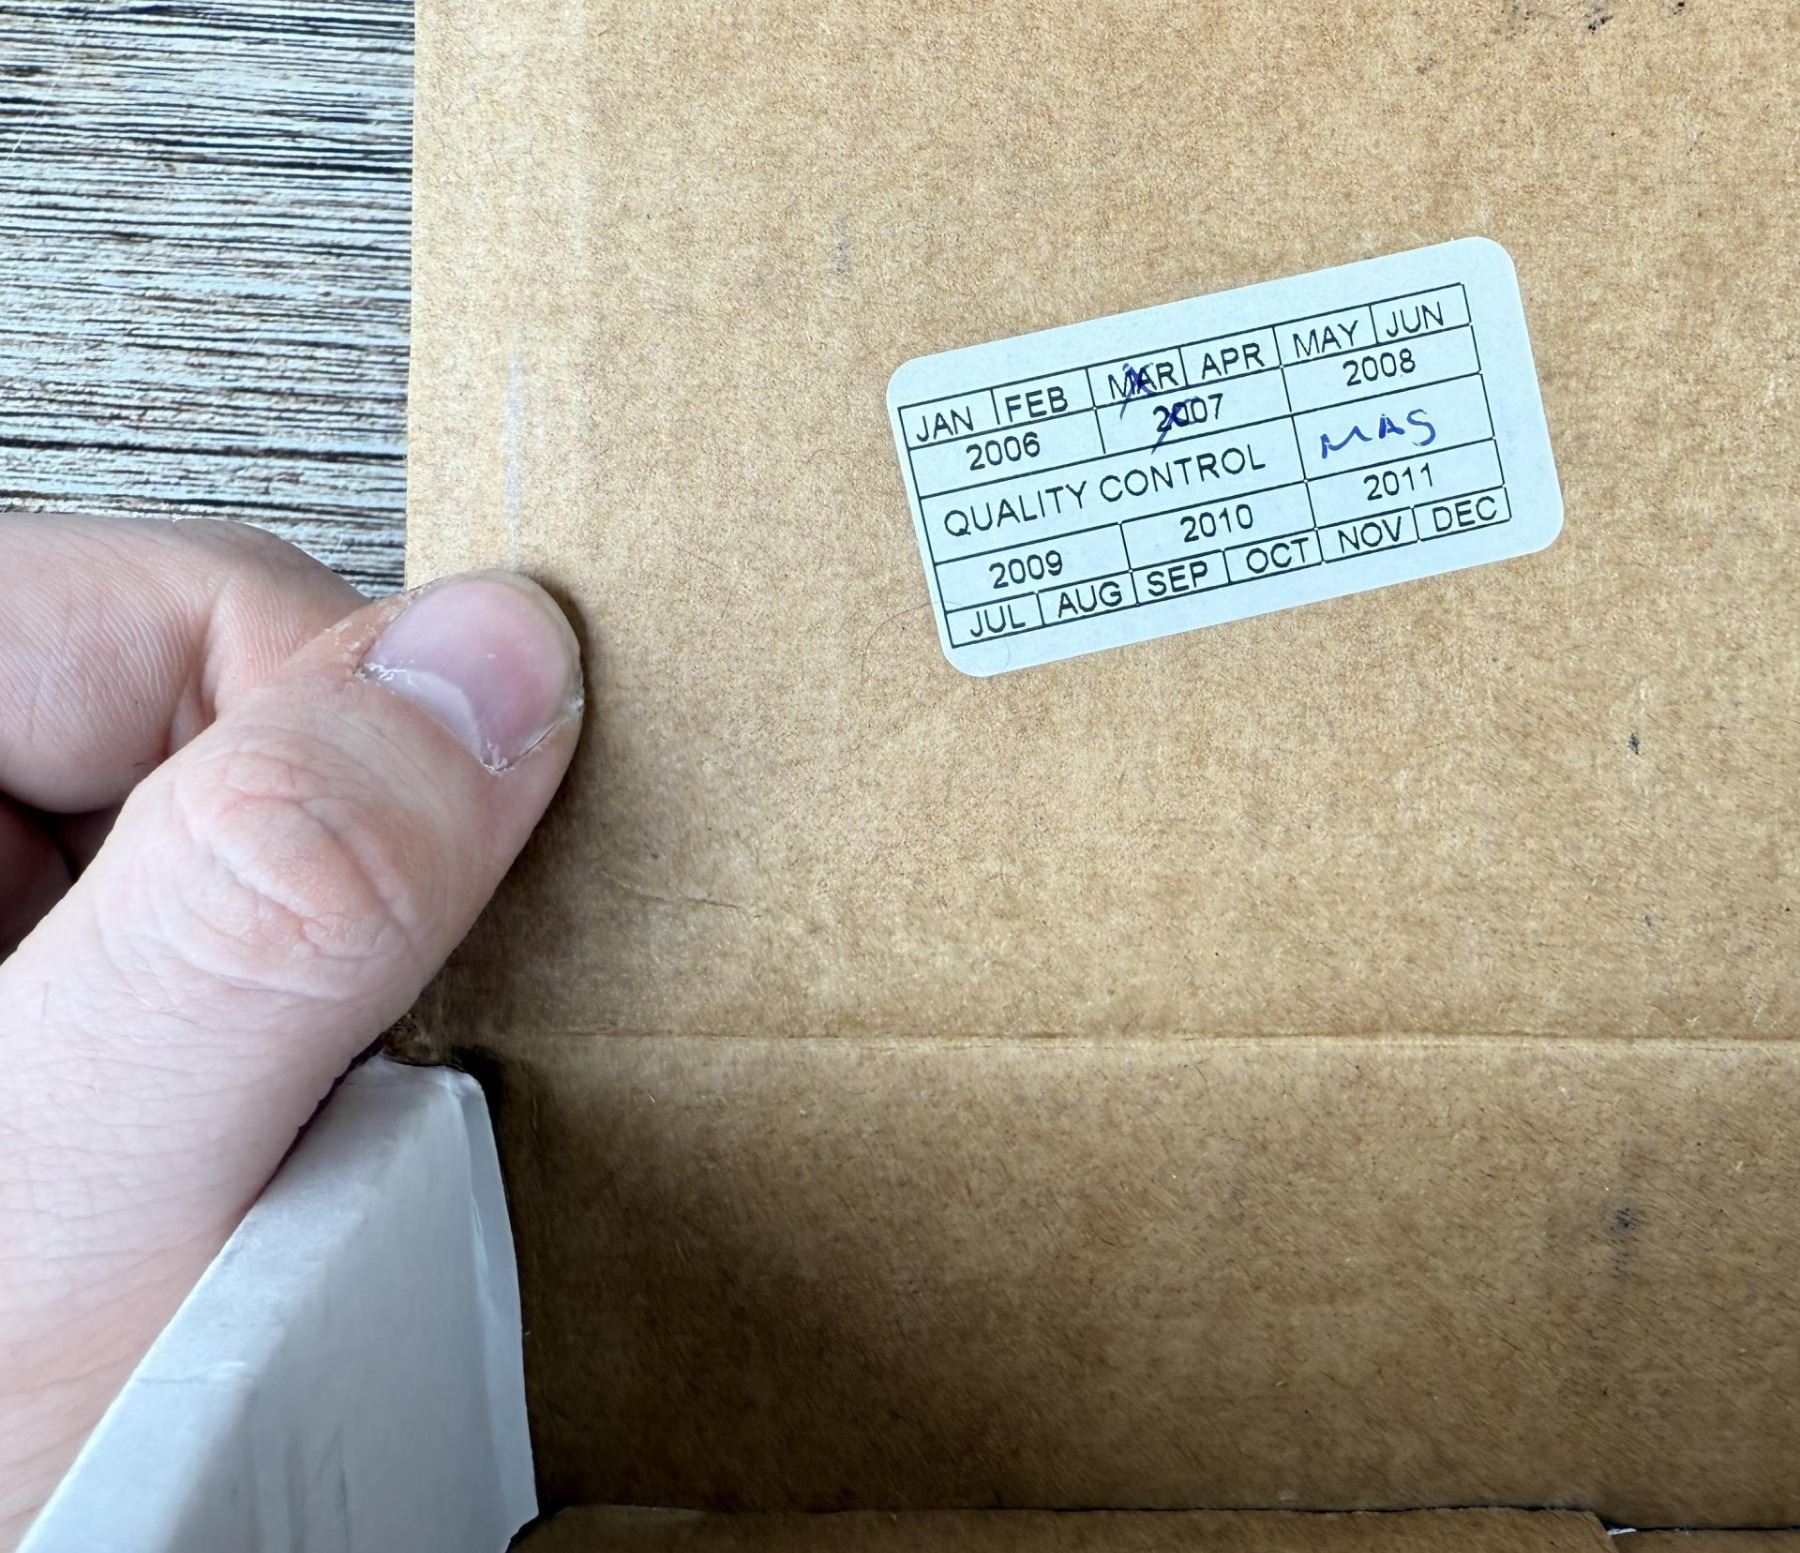 JAN FEB MAR APR MAY JUN
2006 2007 2008
QUALITY CONTROL MAS
2009 2010 2011
JUL AUG SEP OCT NOV DEC